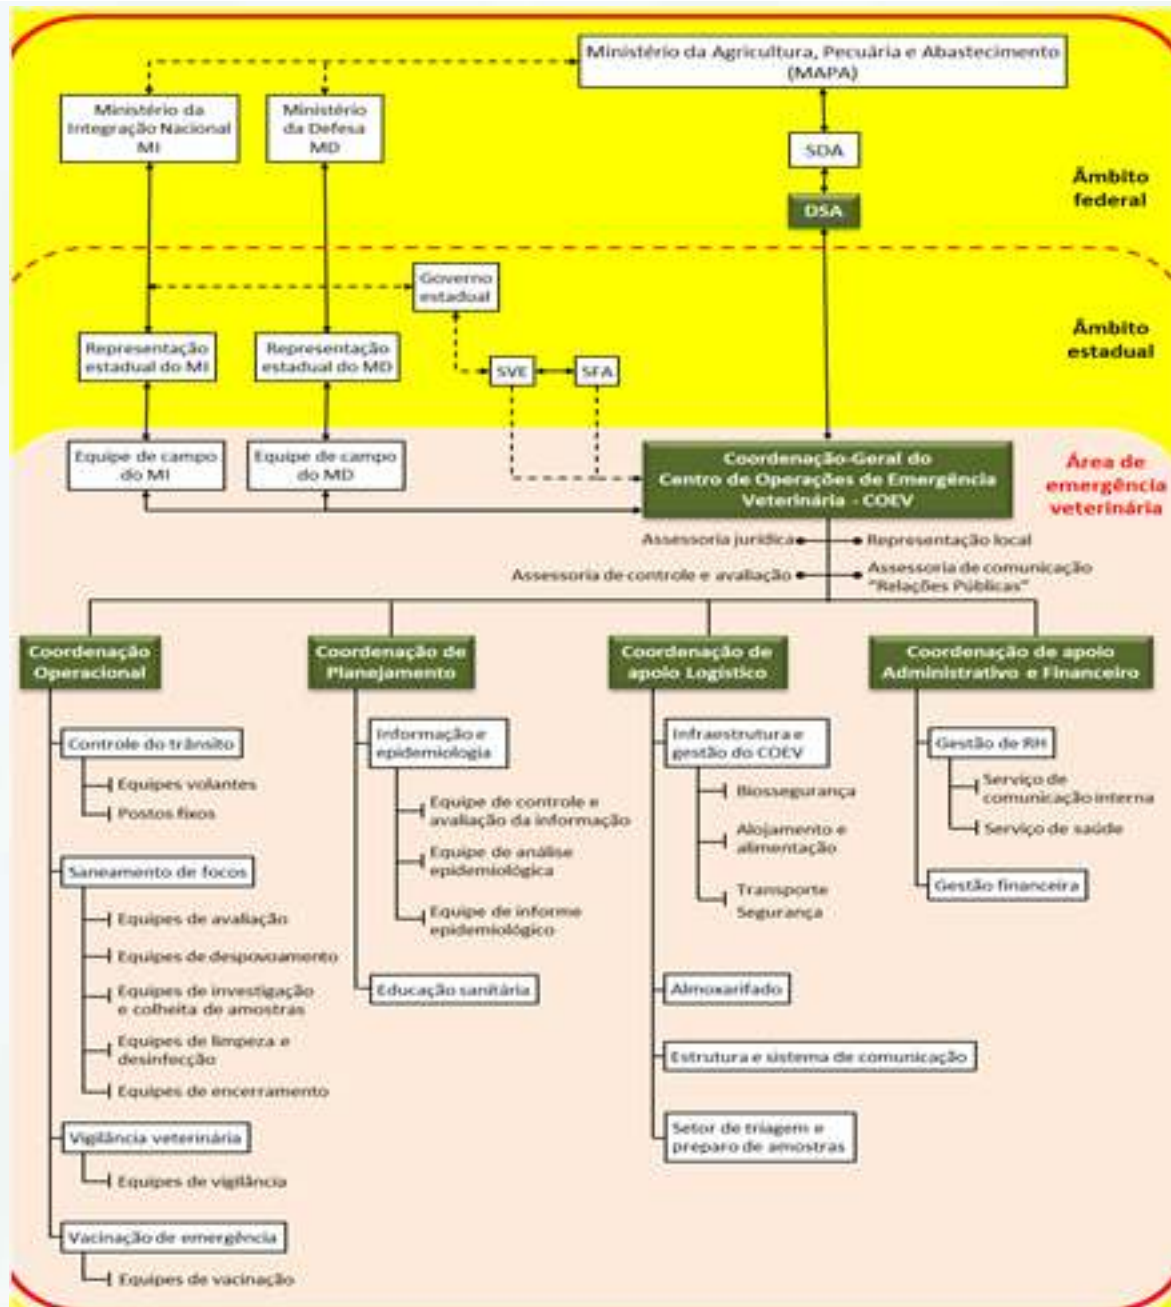 Ministério da Agricultura, Pecuária e Abastecimento
(MAPA)
Ministério da
Integração Nacional
MI
Ministério
da Defesa
MD
SDA
DSA
Âmbito
federal
Governo
estadual
Âmbito
estadual
Representação
estadual do MI
Representação
estadual do MD
SVE
SFA
Equipe de campo
do MI
Equipe de campo
do MD
Coordenação-Geral do
Centro de Operações de Emergência
Veterinária - COEV
Área de
emergência
veterinária
Assessoria jurídica
Representação local
Assessoria de controle e avaliação
Assessoria de comunicação
"Relações Públicas"
Coordenação
Operacional
Controle do trânsito
Equipes volantes
Postos fixos
Saneamento de focos
Equipes de avaliação
Equipes de despovoamento
Equipes de investigação
e colheita de amostras
Equipes de limpeza e
desinfecção
Equipes de encerramento
Vigilância veterinária
Equipes de vigilância
Vacinação de emergência
Equipes de vacinação
Coordenação de
Planejamento
Informação e
epidemiologia
Equipe de controle e
avaliação da informação
Equipe de análise
epidemiológica
Equipe de informe
epidemiológico
Educação sanitária
Coordenação de
apoio Logístico
Infraestrutura e
gestão do COEV
Biossegurança
Alojamento e
alimentação
Transporte
Segurança
Almoxarifado
Estrutura e sistema de comunicação
Setor de triagem e
preparo de amostras
Coordenação de apoio
Administrativo e Financeiro
Gestão de RH
Serviço de
comunicação interna
Serviço de saúde
Gestão financeira